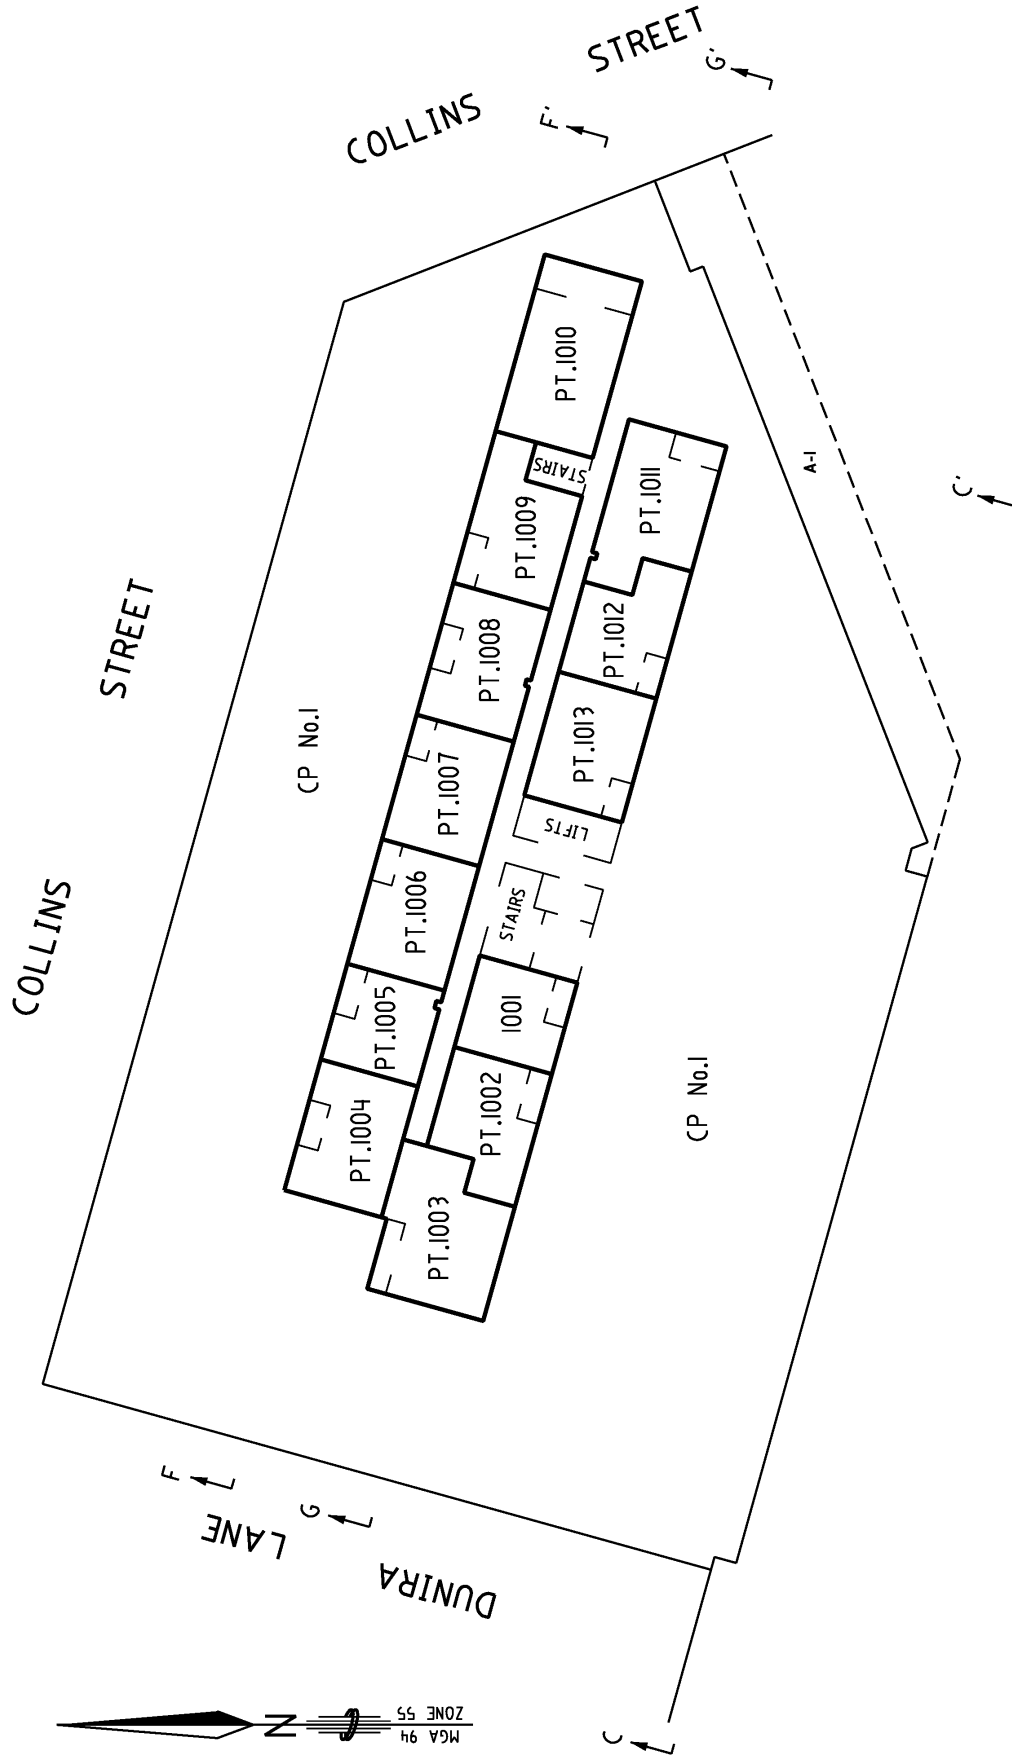 COLLINS STREET
COLLINS STREET
F'
G'
C'
CP No.1
PT.1004
PT.1005
PT.1006
PT.1007
PT.1008
PT.1009
STAIRS
PT.1010
PT.1003
PT.1002
1001
STAIRS
LIFTS
PT.1013
PT.1012
PT.1011
A-1
CP No.1
F
G
C
DUNIRA LANE
N
MGA 94
ZONE 55